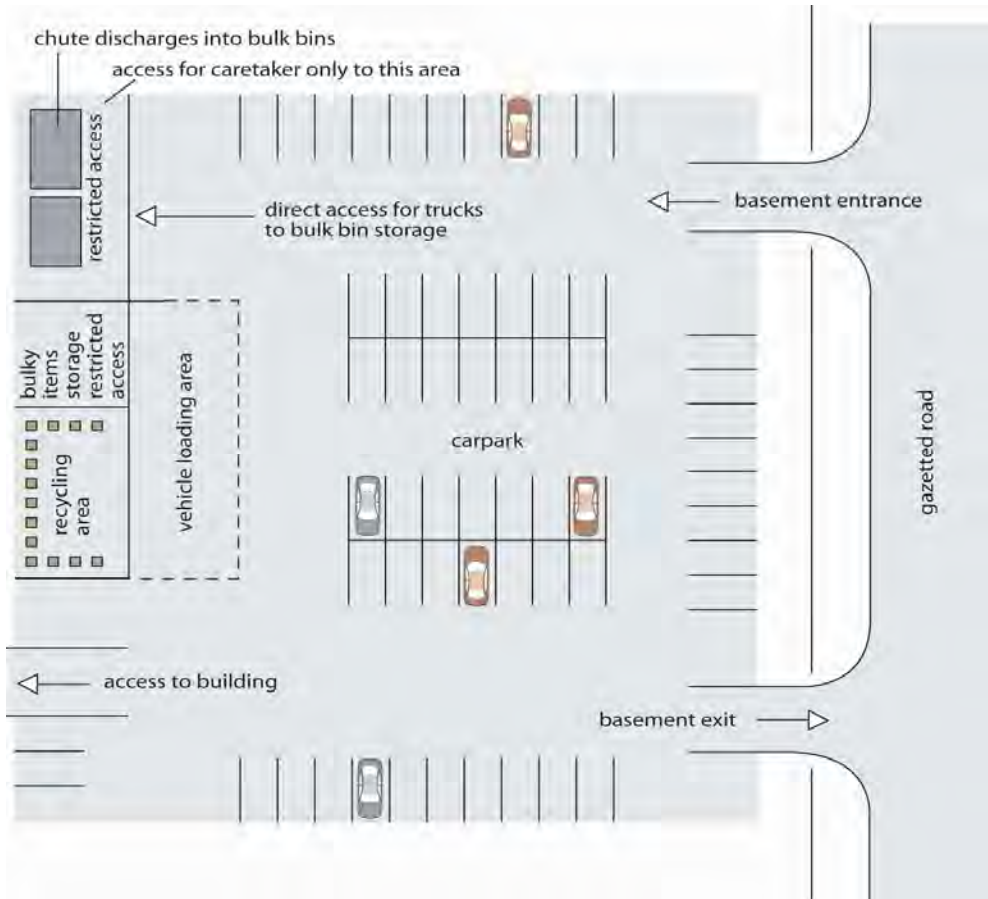 chute discharges into bulk bins
access for caretaker only to this area
restricted access
direct access for trucks
to bulk bin storage
basement entrance
bulky
items
storage
restricted
access
vehicle loading area
carpark
recycling
area
gazetted road
access to building
basement exit